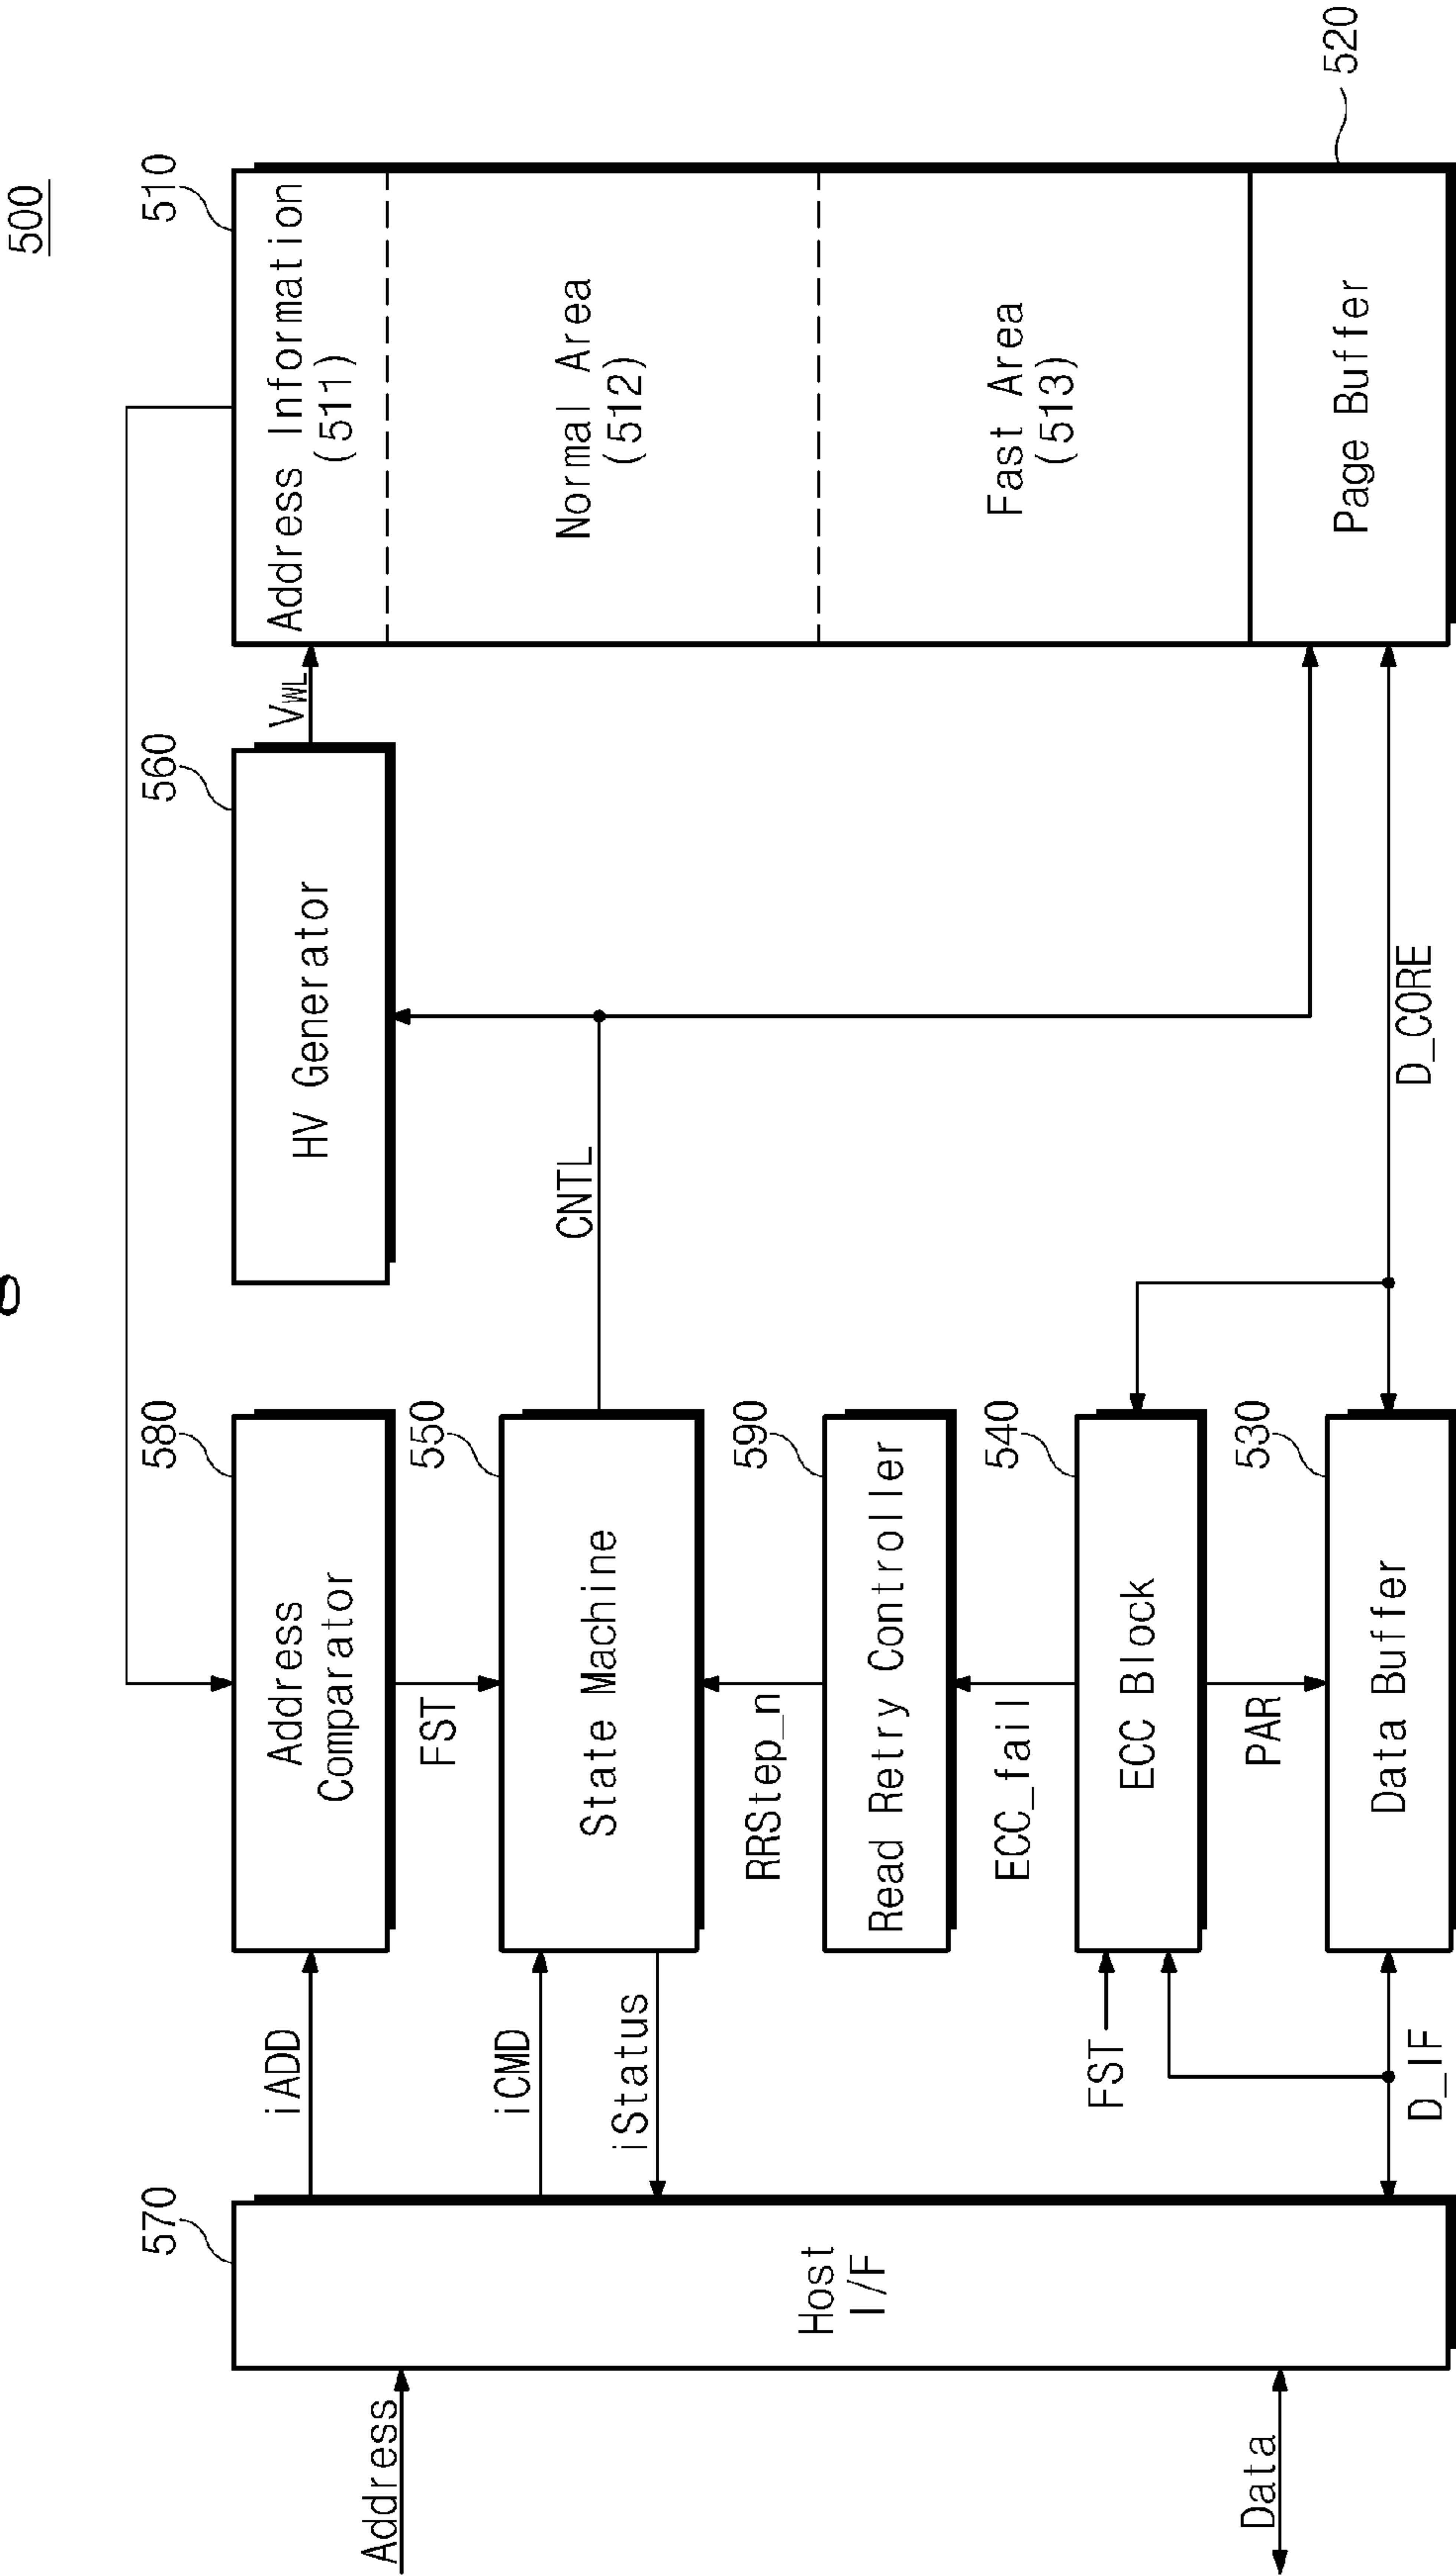 500
570
580
560
510
iADD
Address
Comparator
HV Generator
VWL
Address Information
(511)
Address
FST
550
iCMD
State Machine
iStatus
CNTL
Normal Area
(512)
RRStep_n
590
Host
I/F
Read Retry Controller
ECC_fail
540
Fast Area
(513)
FST
ECC Block
Data
PAR
530
520
Data Buffer
Page Buffer
D_IF
D_CORE